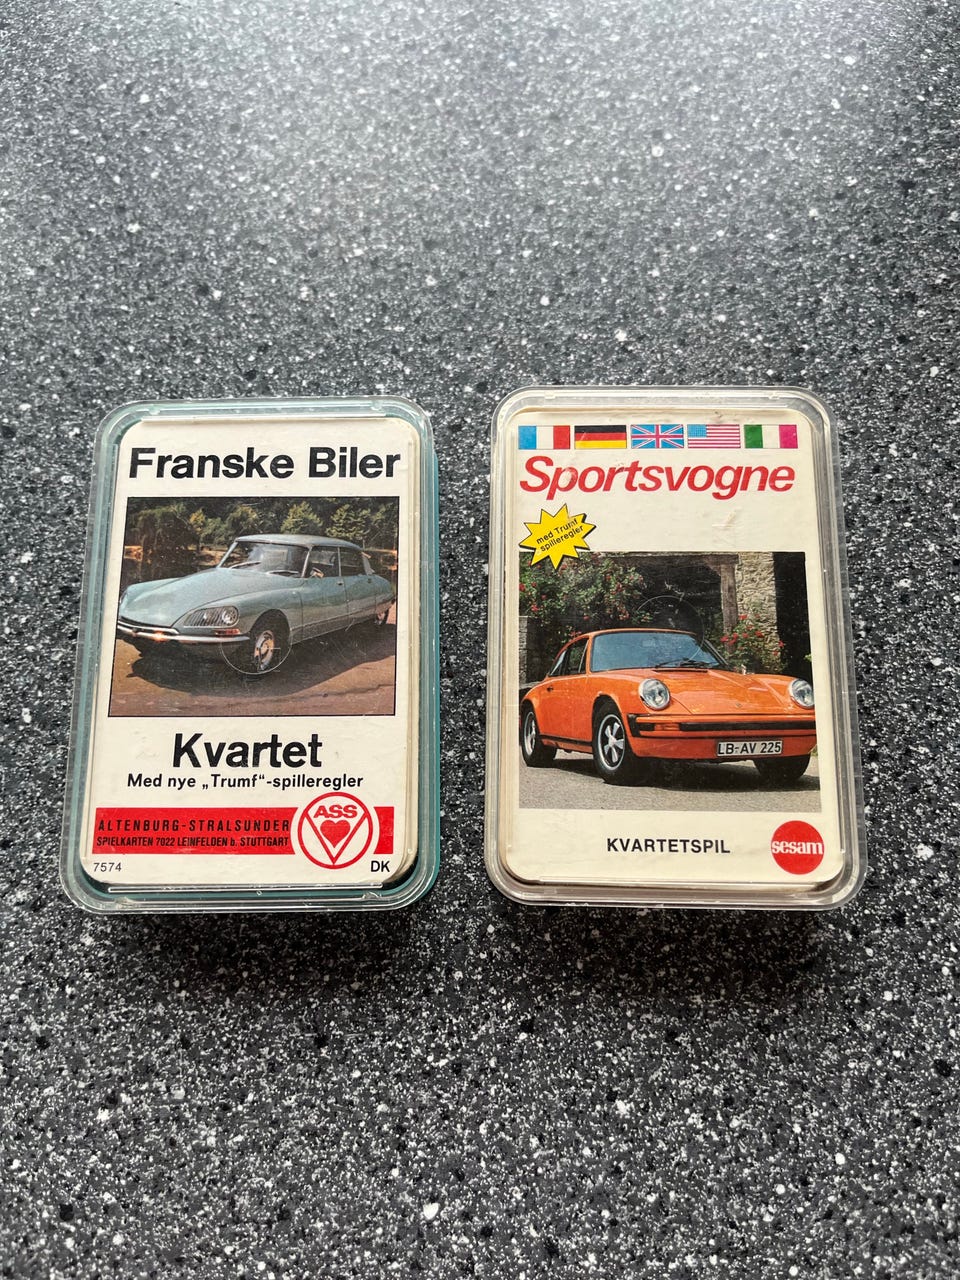 Franske Biler
Kvartet
Med nye „Trumf“-spilleregler
ALTENBURG-STRALSUNDER
SPIELKARTEN 7022 LEINFELDEN b. STUTTGART
ASS
7574
DK
Sportsvogne
med Trumf
spilleregler
LB-AV 225
KVARTETSPIL
sesam